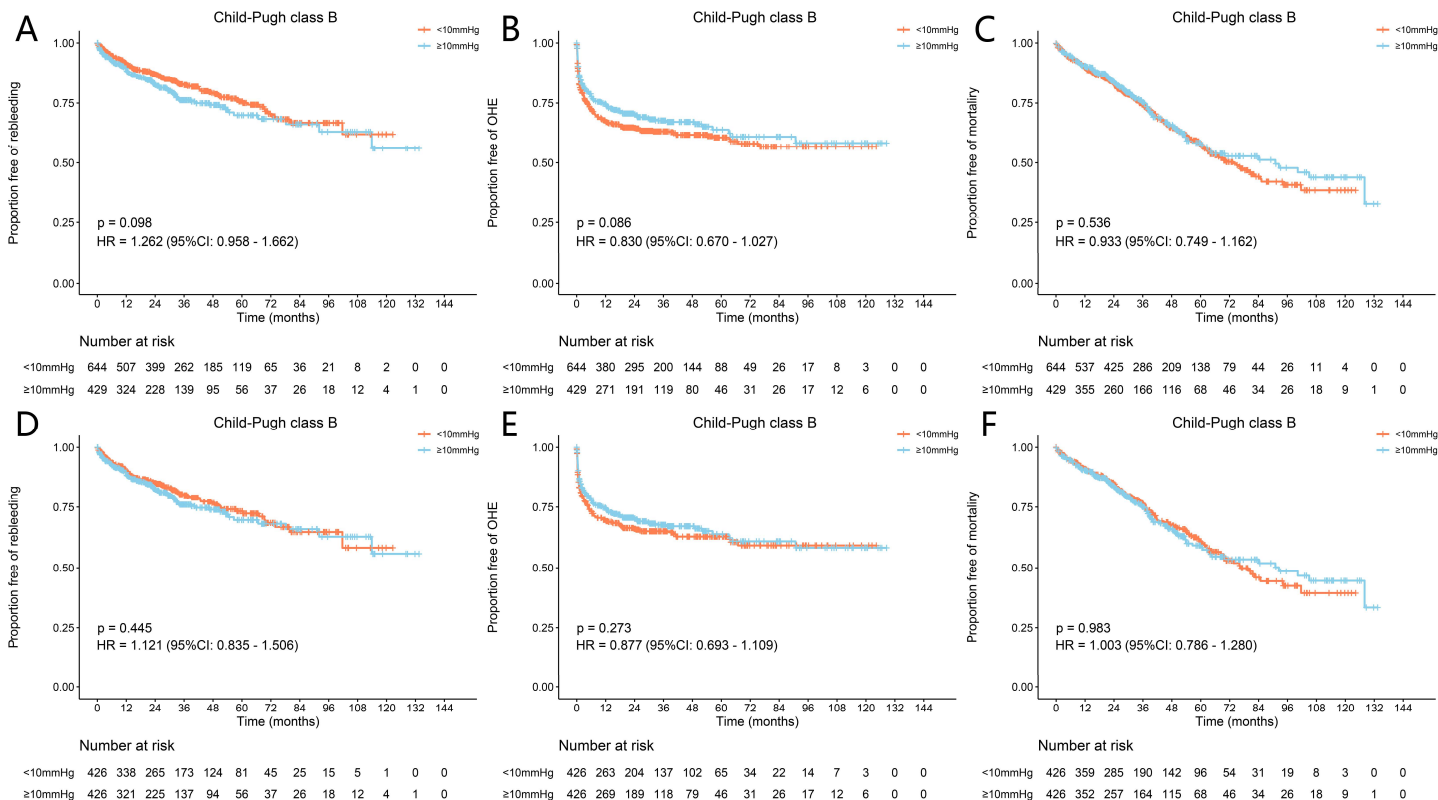 A
Child-Pugh class B
<10mmHg
≥10mmHg
Proportion free of rebleeding
1.00
0.75
0.50
0.25
0.00
p = 0.098
HR = 1.262 (95%CI: 0.958 - 1.662)
0 12 24 36 48 60 72 84 96 108 120 132 144
Time (months)
Number at risk
<10mmHg 644 507 399 262 185 119 65 36 21 8 2 0 0
≥10mmHg 429 324 228 139 95 56 37 26 18 12 4 1 0
B
Child-Pugh class B
<10mmHg
≥10mmHg
Proportion free of OHE
1.00
0.75
0.50
0.25
0.00
p = 0.086
HR = 0.830 (95%CI: 0.670 - 1.027)
0 12 24 36 48 60 72 84 96 108 120 132 144
Time (months)
Number at risk
<10mmHg 644 380 295 200 144 88 49 26 17 8 3 0 0
≥10mmHg 429 271 191 119 80 46 31 26 17 12 6 0 0
C
Child-Pugh class B
<10mmHg
≥10mmHg
Proportion free of mortaliry
1.00
0.75
0.50
0.25
0.00
p = 0.536
HR = 0.933 (95%CI: 0.749 - 1.162)
0 12 24 36 48 60 72 84 96 108 120 132 144
Time (months)
Number at risk
<10mmHg 644 537 425 286 209 138 79 44 26 11 4 0 0
≥10mmHg 429 355 260 166 116 68 46 34 26 18 9 1 0
D
Child-Pugh class B
<10mmHg
≥10mmHg
Proportion free of rebleeding
1.00
0.75
0.50
0.25
0.00
p = 0.445
HR = 1.121 (95%CI: 0.835 - 1.506)
0 12 24 36 48 60 72 84 96 108 120 132 144
Time (months)
Number at risk
<10mmHg 426 338 265 173 124 81 45 25 15 5 1 0 0
≥10mmHg 426 321 225 137 94 56 37 26 18 12 4 1 0
E
Child-Pugh class B
<10mmHg
≥10mmHg
Proportion free of OHE
1.00
0.75
0.50
0.25
0.00
p = 0.273
HR = 0.877 (95%CI: 0.693 - 1.109)
0 12 24 36 48 60 72 84 96 108 120 132 144
Time (months)
Number at risk
<10mmHg 426 263 204 137 102 65 34 22 14 7 3 0 0
≥10mmHg 426 269 189 118 79 46 31 26 17 12 6 0 0
F
Child-Pugh class B
<10mmHg
≥10mmHg
Proportion free of mortality
1.00
0.75
0.50
0.25
0.00
p = 0.983
HR = 1.003 (95%CI: 0.786 - 1.280)
0 12 24 36 48 60 72 84 96 108 120 132 144
Time (months)
Number at risk
<10mmHg 426 359 285 190 142 96 54 31 19 8 3 0 0
≥10mmHg 426 352 257 164 115 68 46 34 26 18 9 1 0